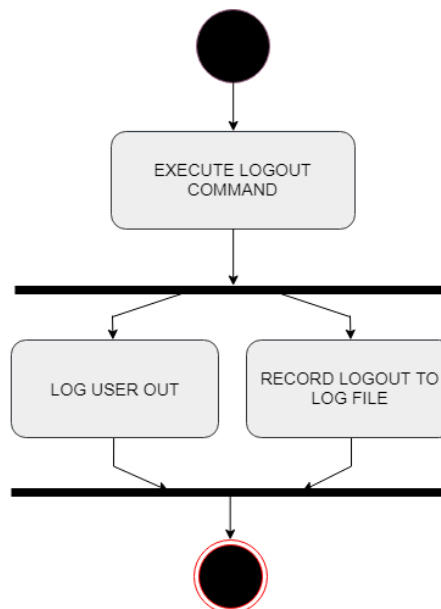 EXECUTE LOGOUT
COMMAND
LOG USER OUT
RECORD LOGOUT TO
LOG FILE